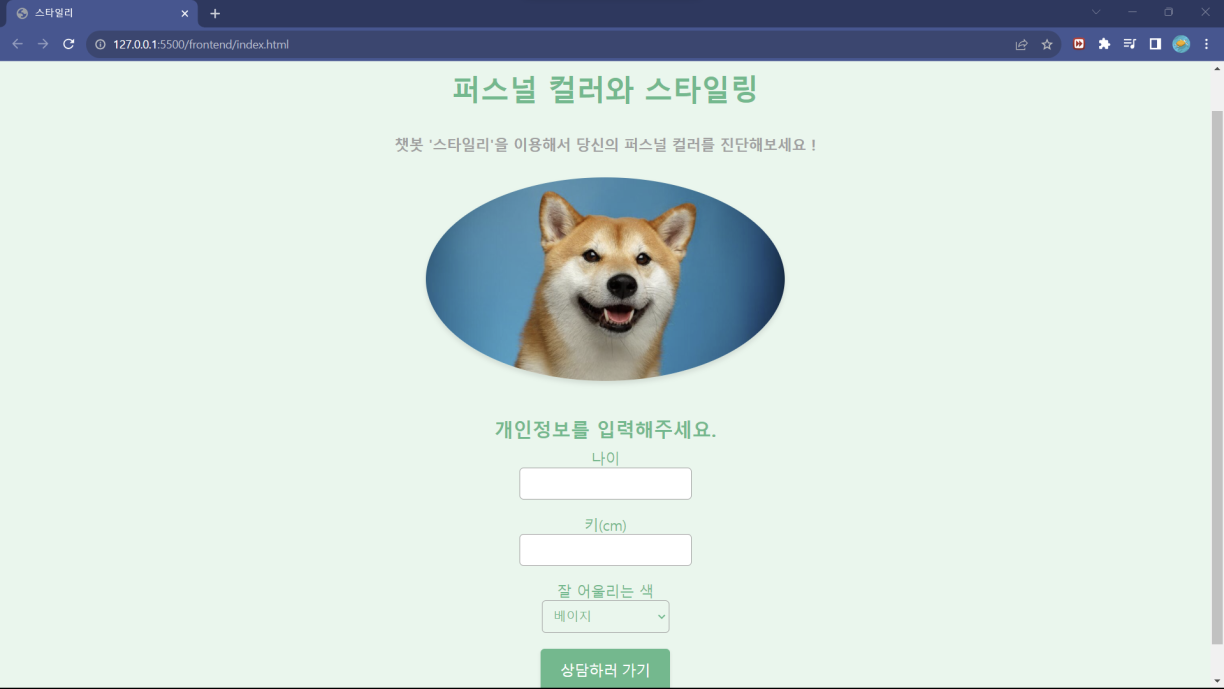 스타일리
127.0.0.1:5500/frontend/index.html
퍼스널 컬러와 스타일링
챗봇 '스타일리'을 이용해서 당신의 퍼스널 컬러를 진단해보세요 !
개인정보를 입력해주세요.
나이
키(cm)
잘 어울리는 색
베이지
상담하러 가기